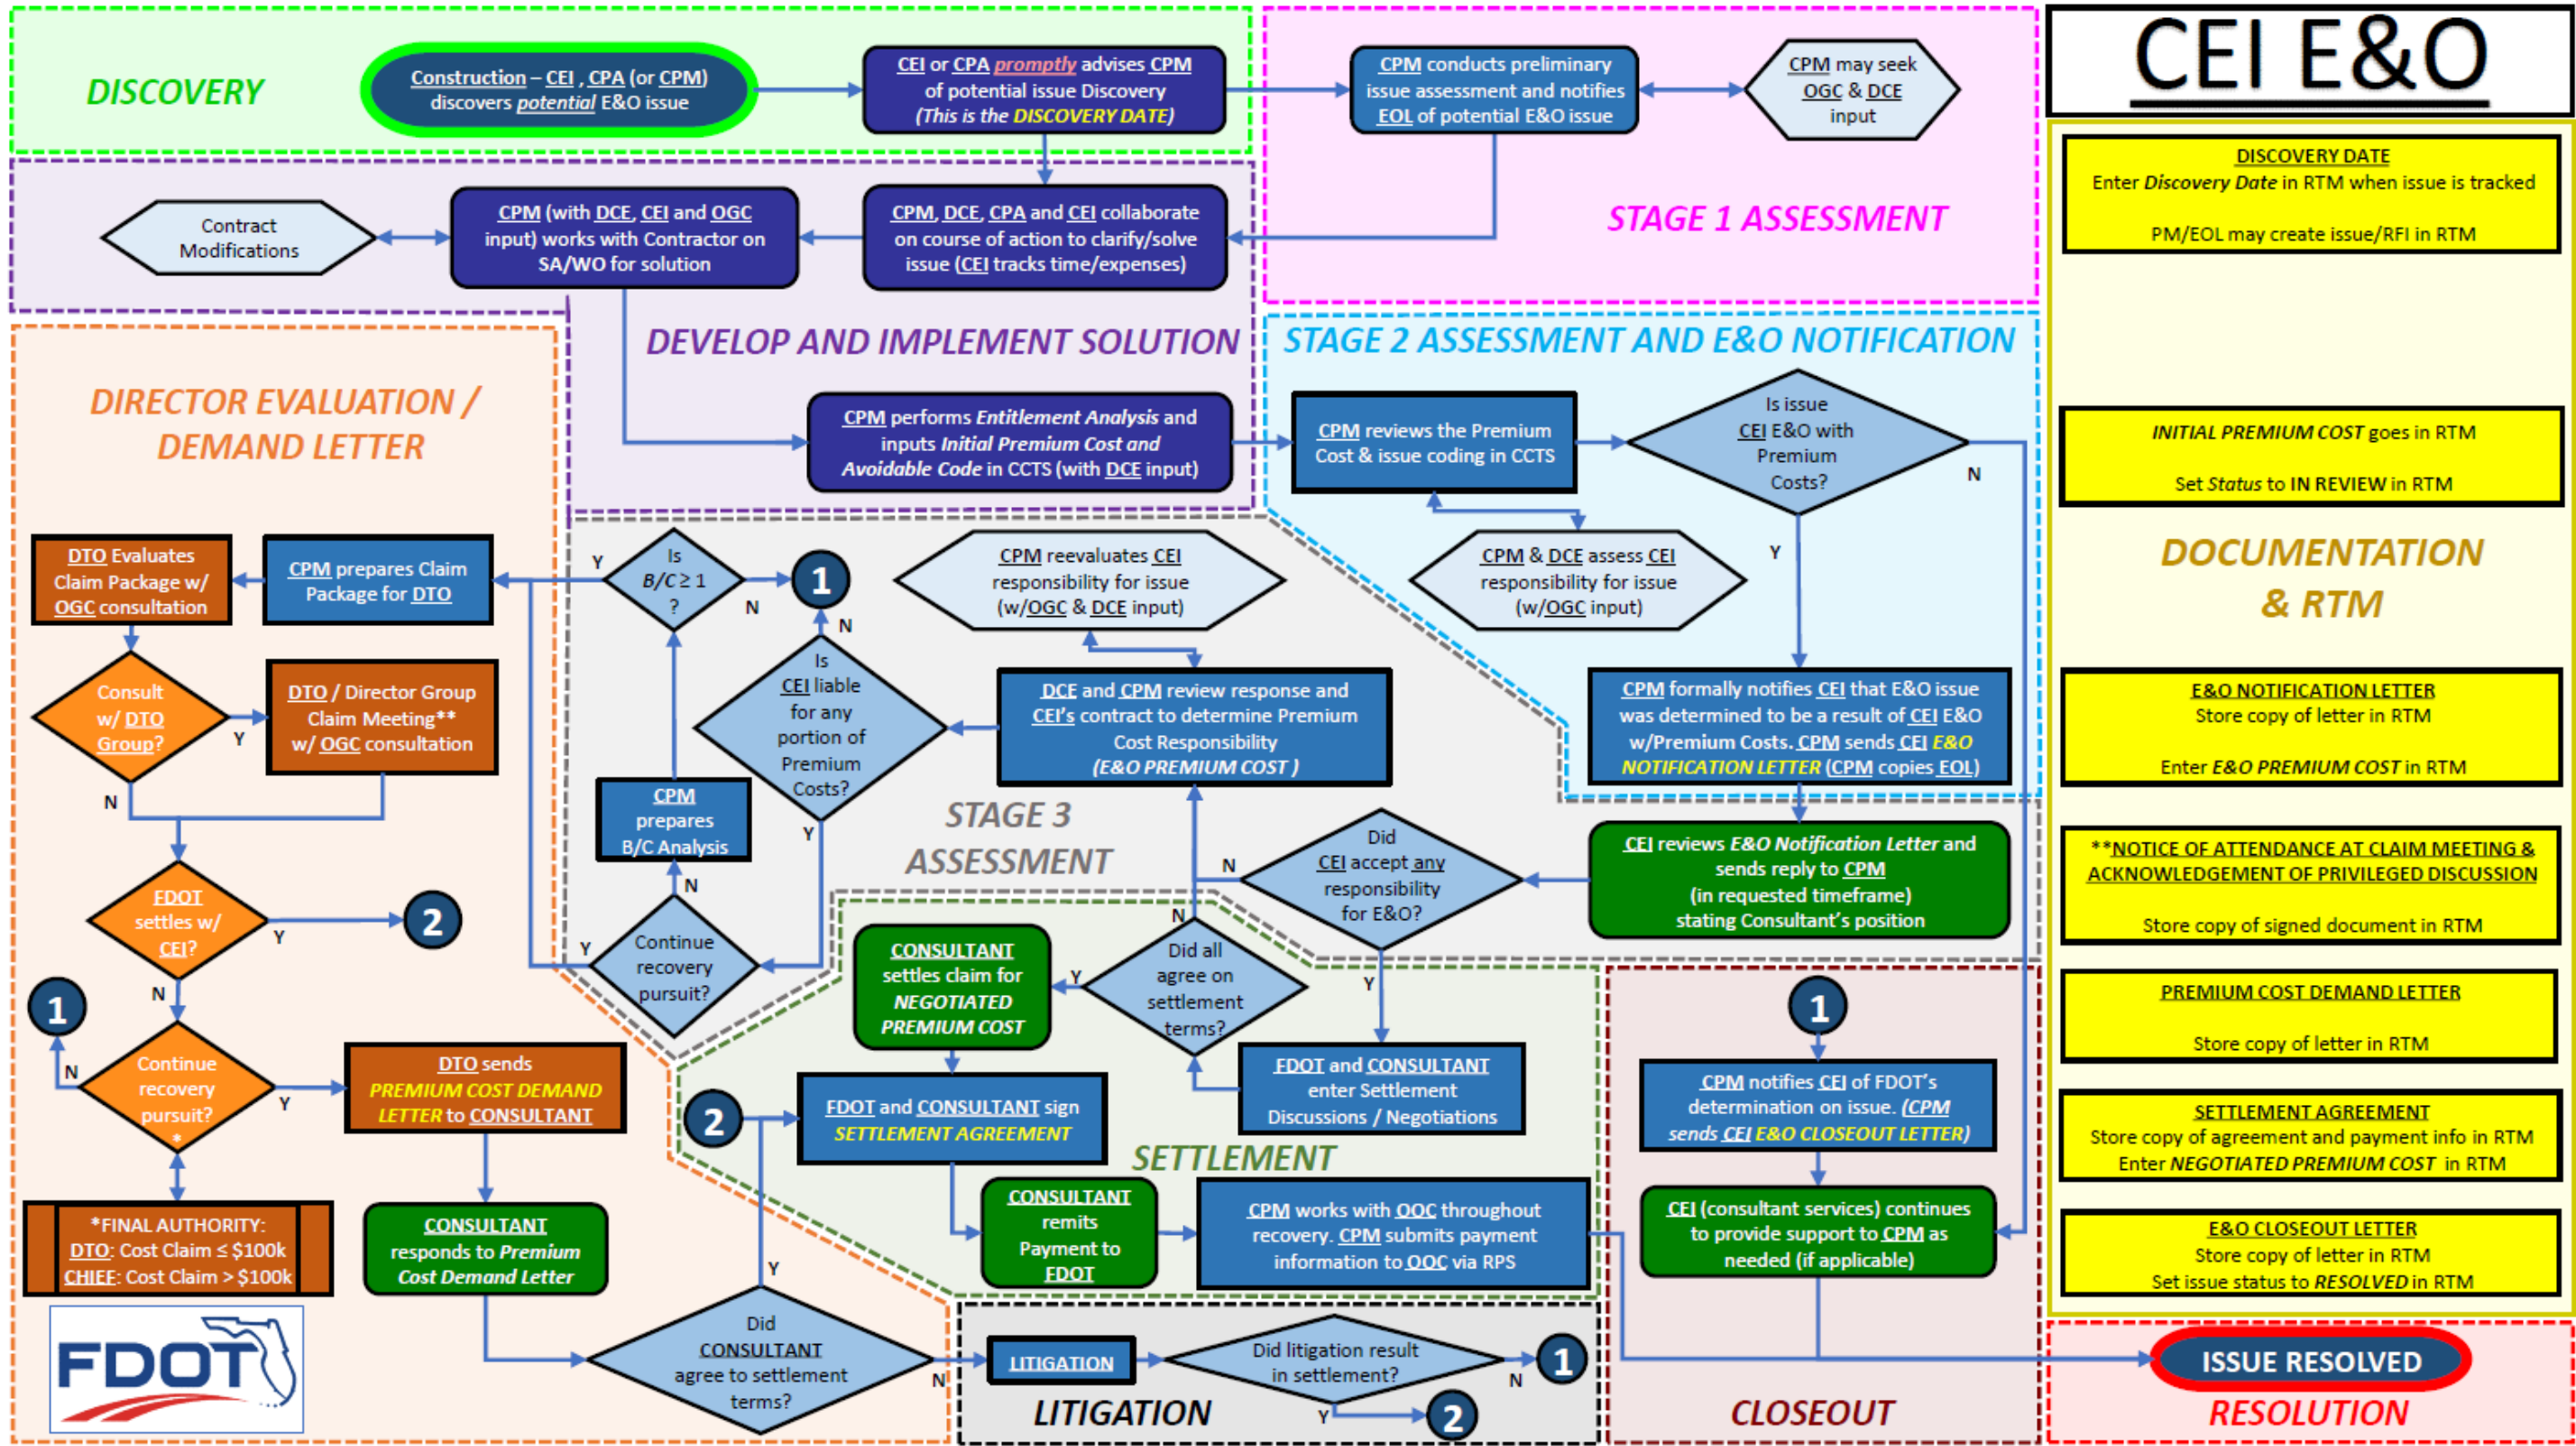 CEI E&O
DISCOVERY
Construction – CEI , CPA (or CPM)
discovers potential E&O issue
CEI or CPA promptly advises CPM
of potential issue Discovery
(This is the DISCOVERY DATE)
CPM conducts preliminary
issue assessment and notifies
EOL of potential E&O issue
CPM may seek
OGC & DCE
input
STAGE 1 ASSESSMENT
Contract
Modifications
CPM (with DCE, CEI and OGC
input) works with Contractor on
SA/WO for solution
CPM, DCE, CPA and CEI collaborate
on course of action to clarify/solve
issue (CEI tracks time/expenses)
DEVELOP AND IMPLEMENT SOLUTION
CPM performs Entitlement Analysis and
inputs Initial Premium Cost and
Avoidable Code in CCTS (with DCE input)
STAGE 2 ASSESSMENT AND E&O NOTIFICATION
CPM reviews the Premium
Cost & issue coding in CCTS
Is issue
CEI E&O with
Premium
Costs?
N
Y
CPM & DCE assess CEI
responsibility for issue
(w/OGC input)
CPM formally notifies CEI that E&O issue
was determined to be a result of CEI E&O
w/Premium Costs. CPM sends CEI E&O
NOTIFICATION LETTER (CPM copies EOL)
CEI reviews E&O Notification Letter and
sends reply to CPM
(in requested timeframe)
stating Consultant's position
Did
CEI accept any
responsibility
for E&O?
N
Y
STAGE 3
ASSESSMENT
CPM reevaluates CEI
responsibility for issue
(w/OGC & DCE input)
DCE and CPM review response and
CEI's contract to determine Premium
Cost Responsibility
(E&O PREMIUM COST )
Is
CEI liable
for any
portion of
Premium
Costs?
N
Y
1
Is
B/C ≥ 1
?
Y
N
CPM
prepares
B/C Analysis
N
Continue
recovery
pursuit?
Y
DIRECTOR EVALUATION /
DEMAND LETTER
DTO Evaluates
Claim Package w/
OGC consultation
CPM prepares Claim
Package for DTO
Consult
w/ DTO
Group?
Y
N
DTO / Director Group
Claim Meeting**
w/ OGC consultation
FDOT
settles w/
CEI?
Y
2
N
1
N
Continue
recovery
pursuit?
*
Y
DTO sends
PREMIUM COST DEMAND
LETTER to CONSULTANT
*FINAL AUTHORITY:
DTO: Cost Claim ≤ $100k
CHIEF: Cost Claim > $100k
CONSULTANT
responds to Premium
Cost Demand Letter
FDOT
Did
CONSULTANT
agree to settlement
terms?
Y
N
SETTLEMENT
CONSULTANT
settles claim for
NEGOTIATED
PREMIUM COST
Did all
agree on
settlement
terms?
N
Y
FDOT and CONSULTANT
enter Settlement
Discussions / Negotiations
2
FDOT and CONSULTANT sign
SETTLEMENT AGREEMENT
CONSULTANT
remits
Payment to
FDOT
CPM works with OOC throughout
recovery. CPM submits payment
information to OOC via RPS
LITIGATION
LITIGATION
Did litigation result
in settlement?
N
1
Y
2
CLOSEOUT
1
CPM notifies CEI of FDOT's
determination on issue. (CPM
sends CEI E&O CLOSEOUT LETTER)
CEI (consultant services) continues
to provide support to CPM as
needed (if applicable)
DOCUMENTATION
& RTM
DISCOVERY DATE
Enter Discovery Date in RTM when issue is tracked
PM/EOL may create issue/RFI in RTM
INITIAL PREMIUM COST goes in RTM
Set Status to IN REVIEW in RTM
E&O NOTIFICATION LETTER
Store copy of letter in RTM
Enter E&O PREMIUM COST in RTM
**NOTICE OF ATTENDANCE AT CLAIM MEETING &
ACKNOWLEDGEMENT OF PRIVILEGED DISCUSSION
Store copy of signed document in RTM
PREMIUM COST DEMAND LETTER
Store copy of letter in RTM
SETTLEMENT AGREEMENT
Store copy of agreement and payment info in RTM
Enter NEGOTIATED PREMIUM COST in RTM
E&O CLOSEOUT LETTER
Store copy of letter in RTM
Set issue status to RESOLVED in RTM
ISSUE RESOLVED
RESOLUTION